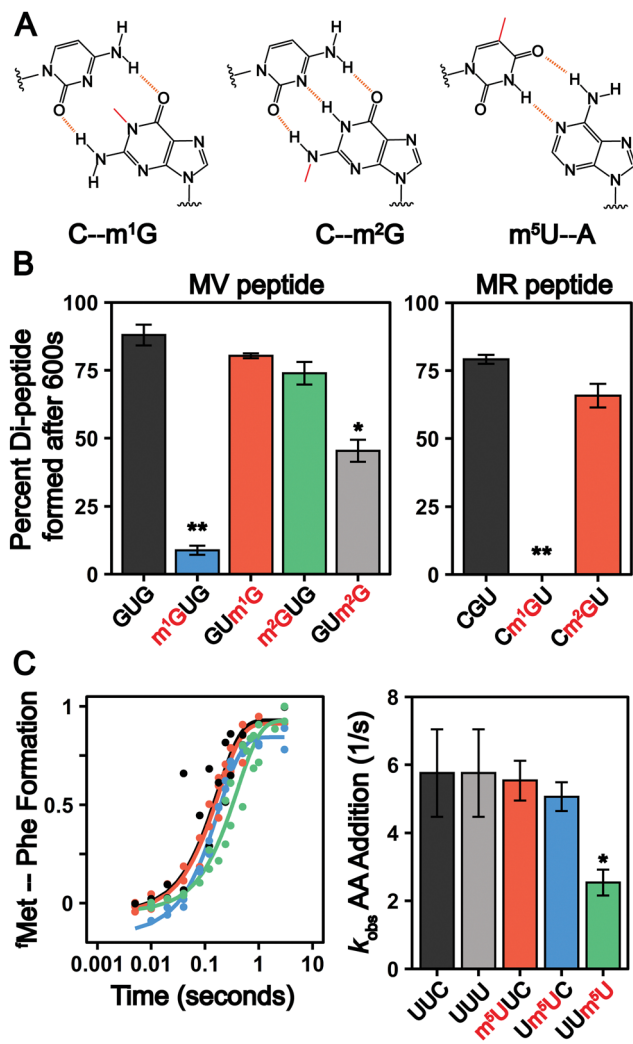 A
H
N
H
N
N
O
O
N
N
H
N
H
N
N
C--m¹G
H
N
H
N
N
O
O
H
N
N
H
N
N
N
C--m²G
O
H
N
H
N
H
N
O
N
N
N
N
m⁵U--A
B
MV peptide
MR peptide
Percent Di-peptide
formed after 600s
100
75
50
25
0
**
*
GUG
m¹GUG
GUm¹G
m²GUG
GUm²G
100
75
50
25
0
**
CGU
Cm¹GU
Cm²GU
C
fMet -- Phe Formation
1
0.5
0
0.001 0.01 0.1 1 10
Time (seconds)
kobs AA Addition (1/s)
8
6
4
2
0
*
UUC
UUU
m⁵UUC
Um⁵UC
UUm⁵U